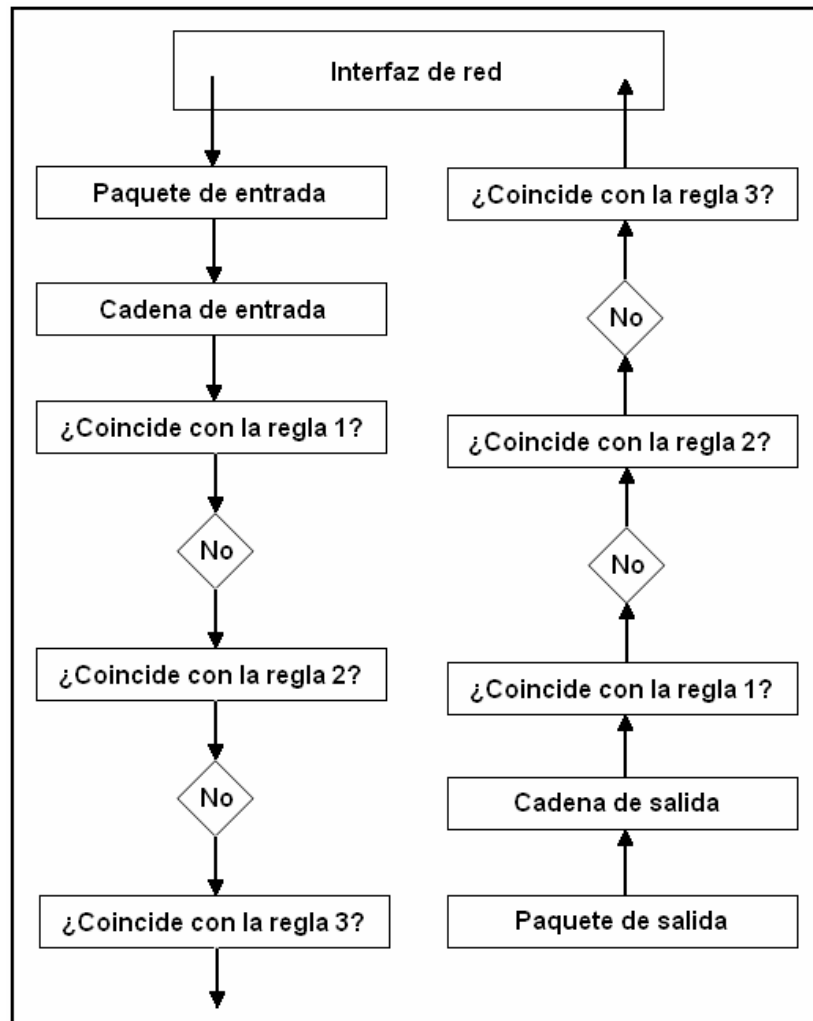 Interfaz de red
Paquete de entrada
Cadena de entrada
¿Coincide con la regla 1?
No
¿Coincide con la regla 2?
No
¿Coincide con la regla 3?
¿Coincide con la regla 3?
No
¿Coincide con la regla 2?
No
¿Coincide con la regla 1?
Cadena de salida
Paquete de salida